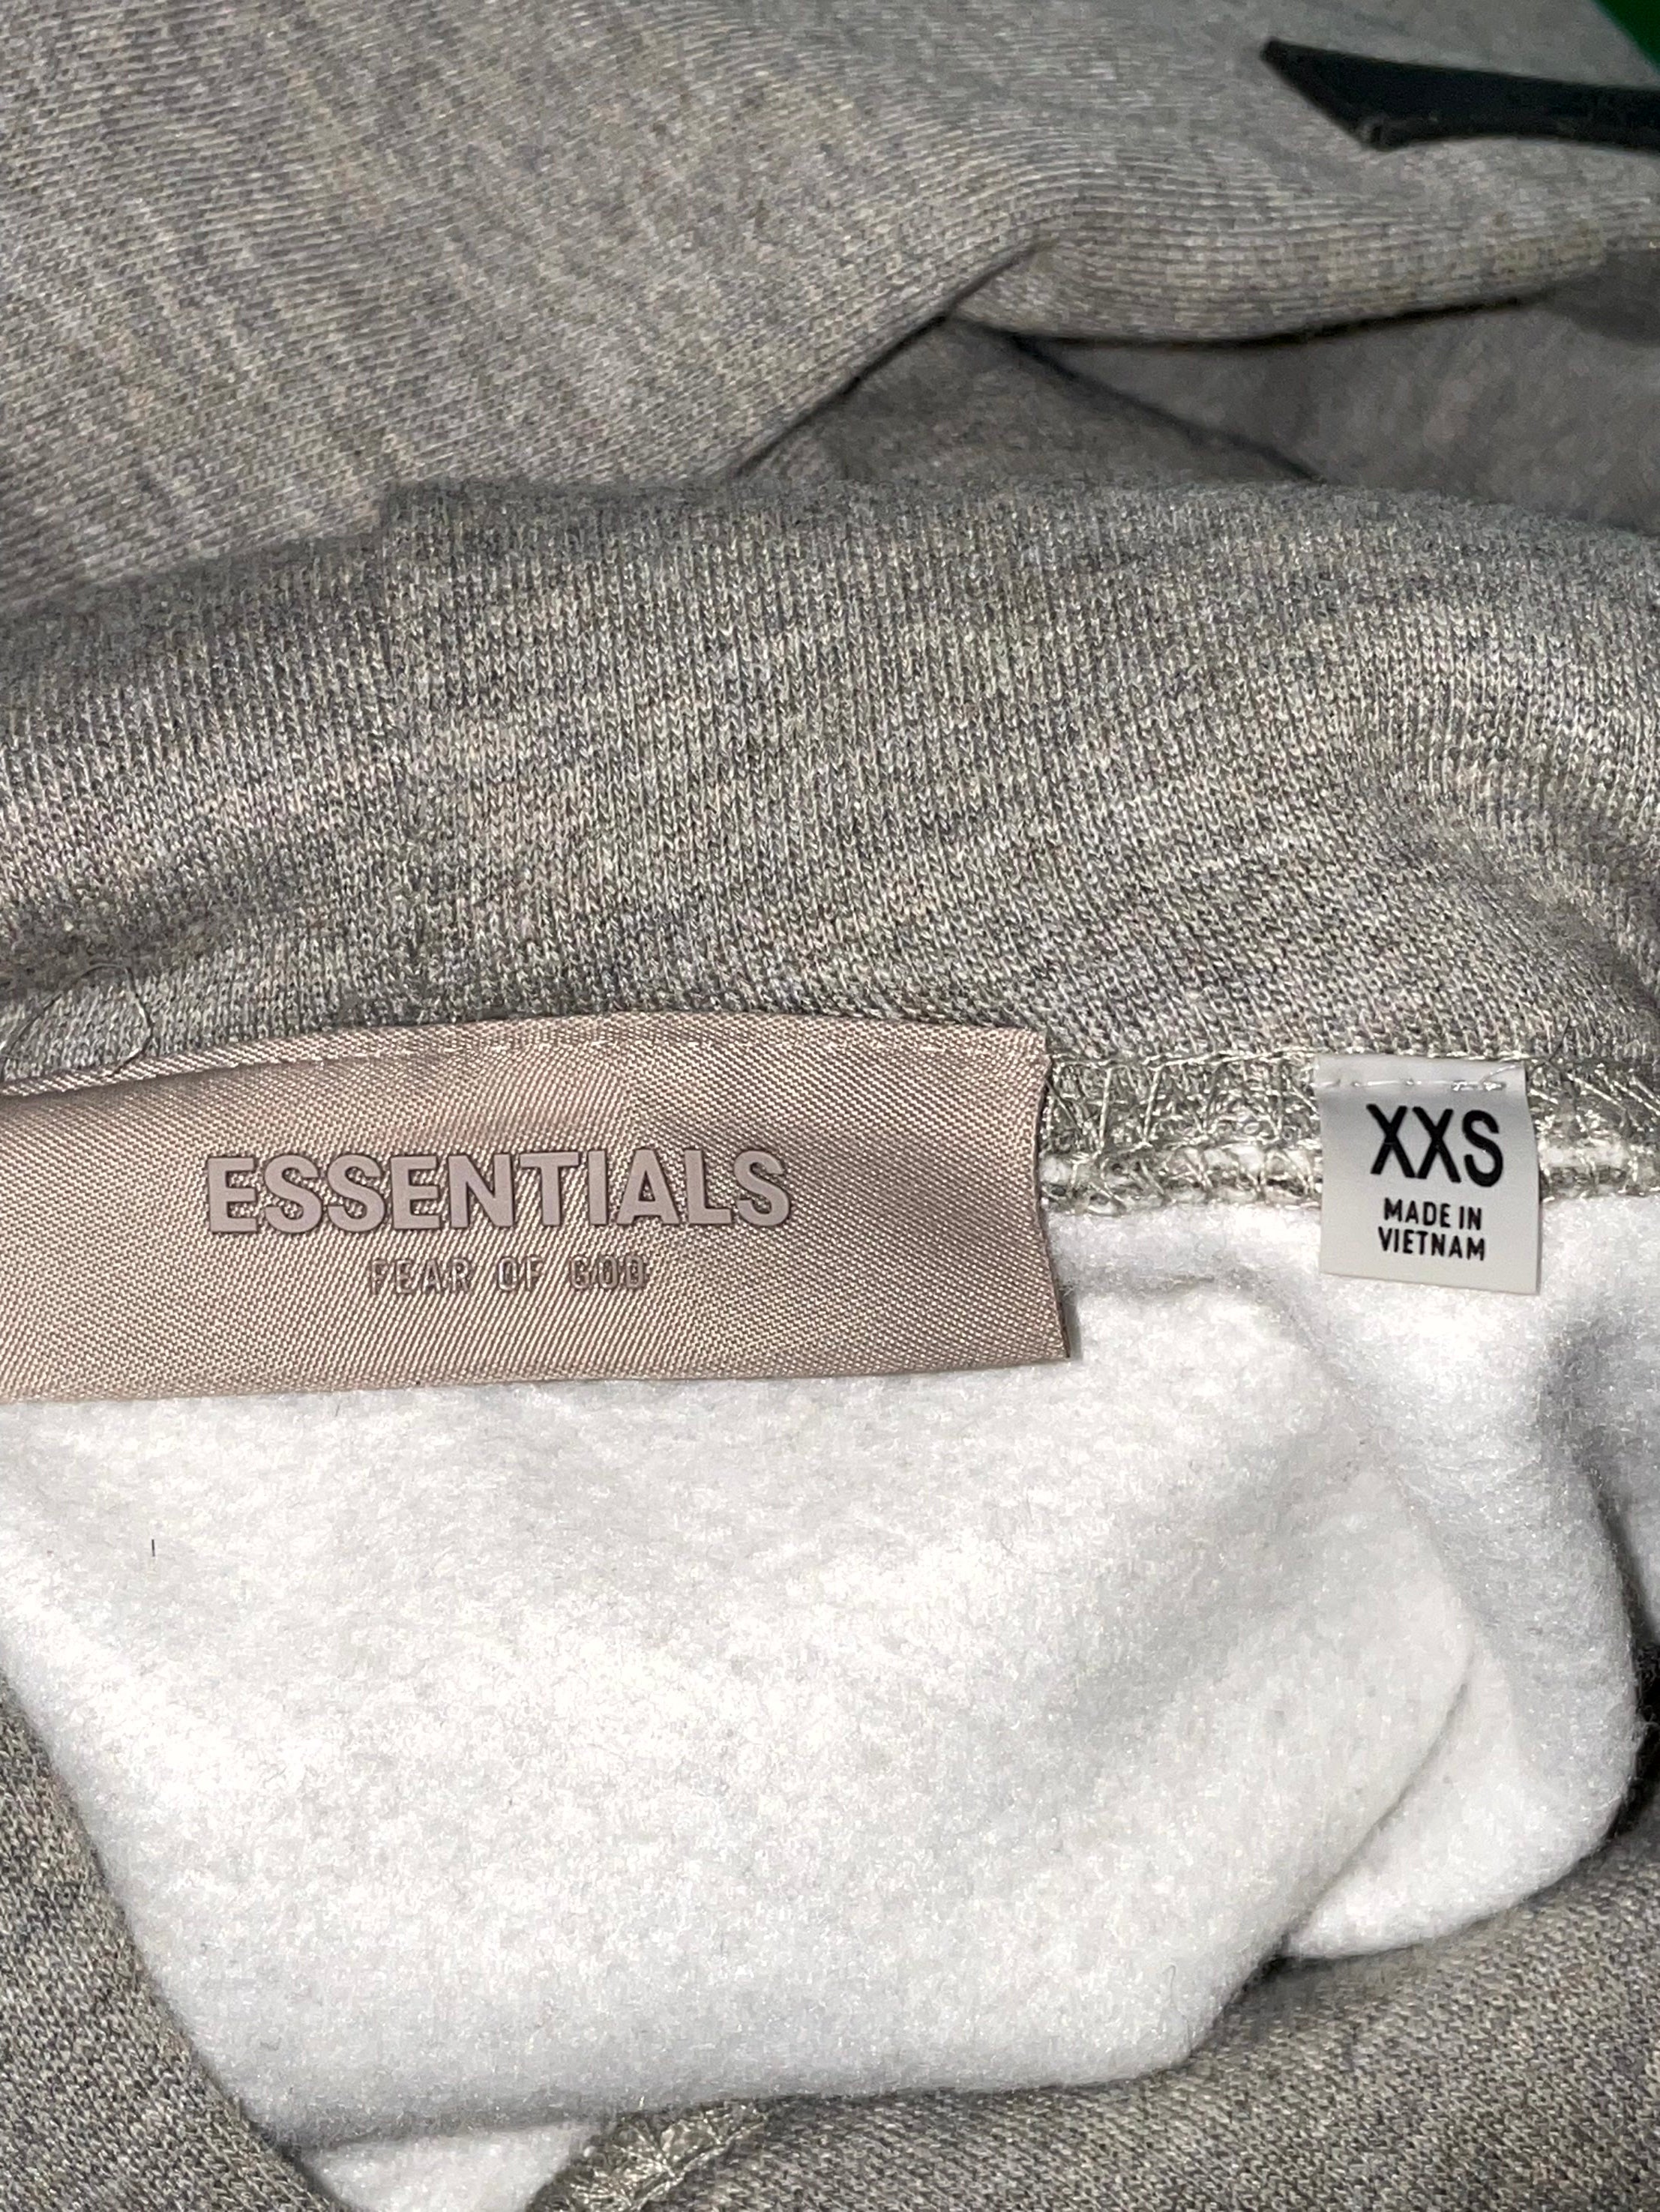 ESSENTIALS
FEAR OF GOD
XXS
MADE IN
VIETNAM